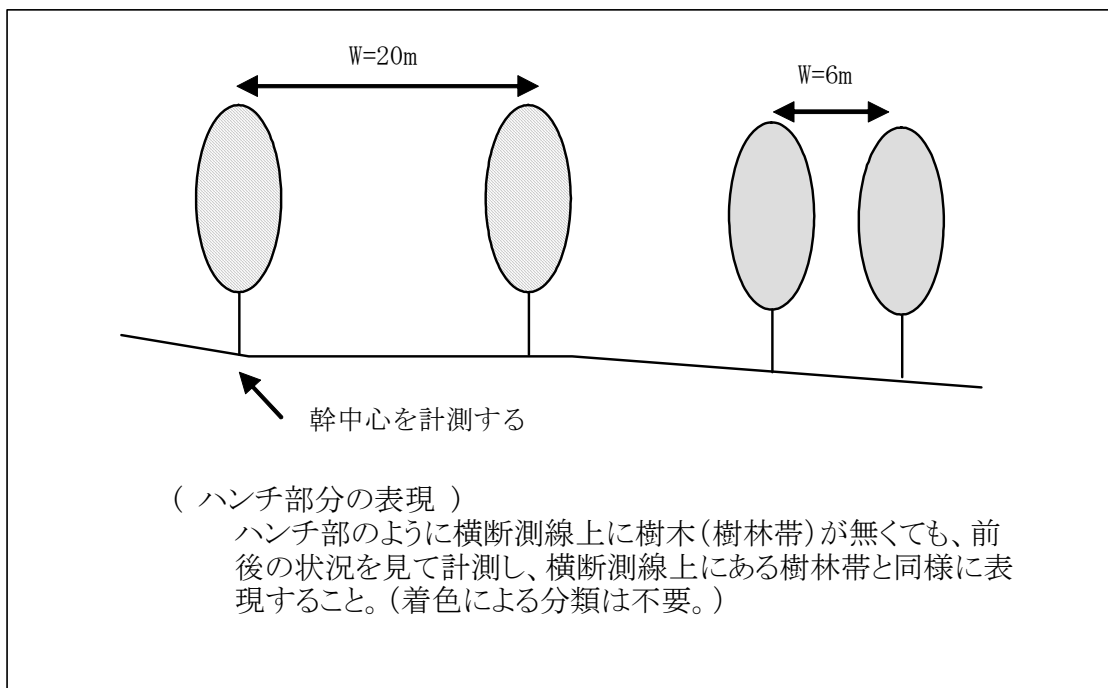 W=20m
W=6m
幹中心を計測する
( ハンチ部分の表現 )
ハンチ部のように横断測線上に樹木(樹林帯)が無くても、前
後の状況を見て計測し、横断測線上にある樹林帯と同様に表
現すること。(着色による分類は不要。)